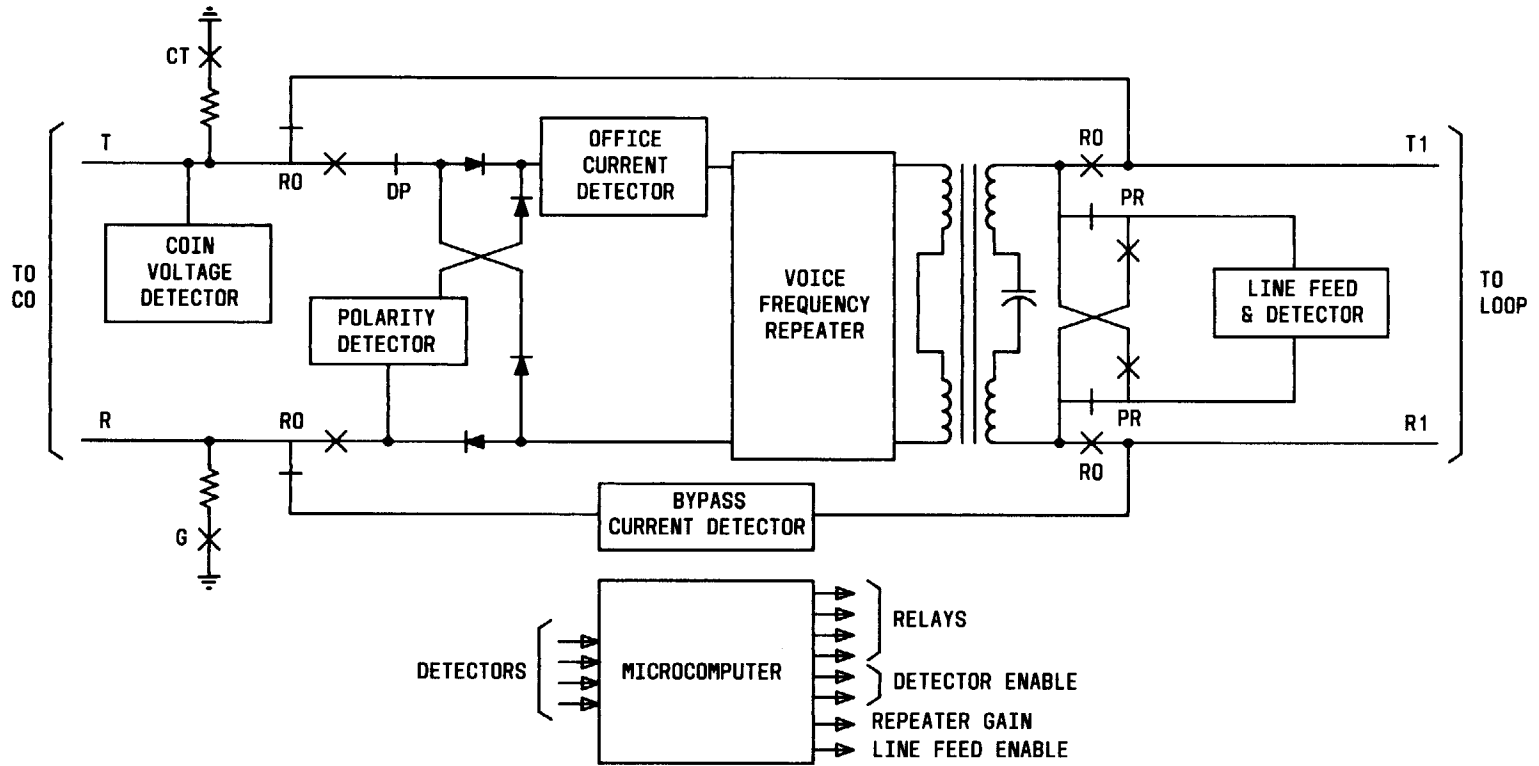 CT
T
TO
CO
RO
DP
OFFICE
CURRENT
DETECTOR
RO
T1
PR
COIN
VOLTAGE
DETECTOR
POLARITY
DETECTOR
VOICE
FREQUENCY
REPEATER
LINE FEED
& DETECTOR
TO
LOOP
R
RO
PR
R1
RO
G
BYPASS
CURRENT DETECTOR
DETECTORS
MICROCOMPUTER
RELAYS
DETECTOR ENABLE
REPEATER GAIN
LINE FEED ENABLE